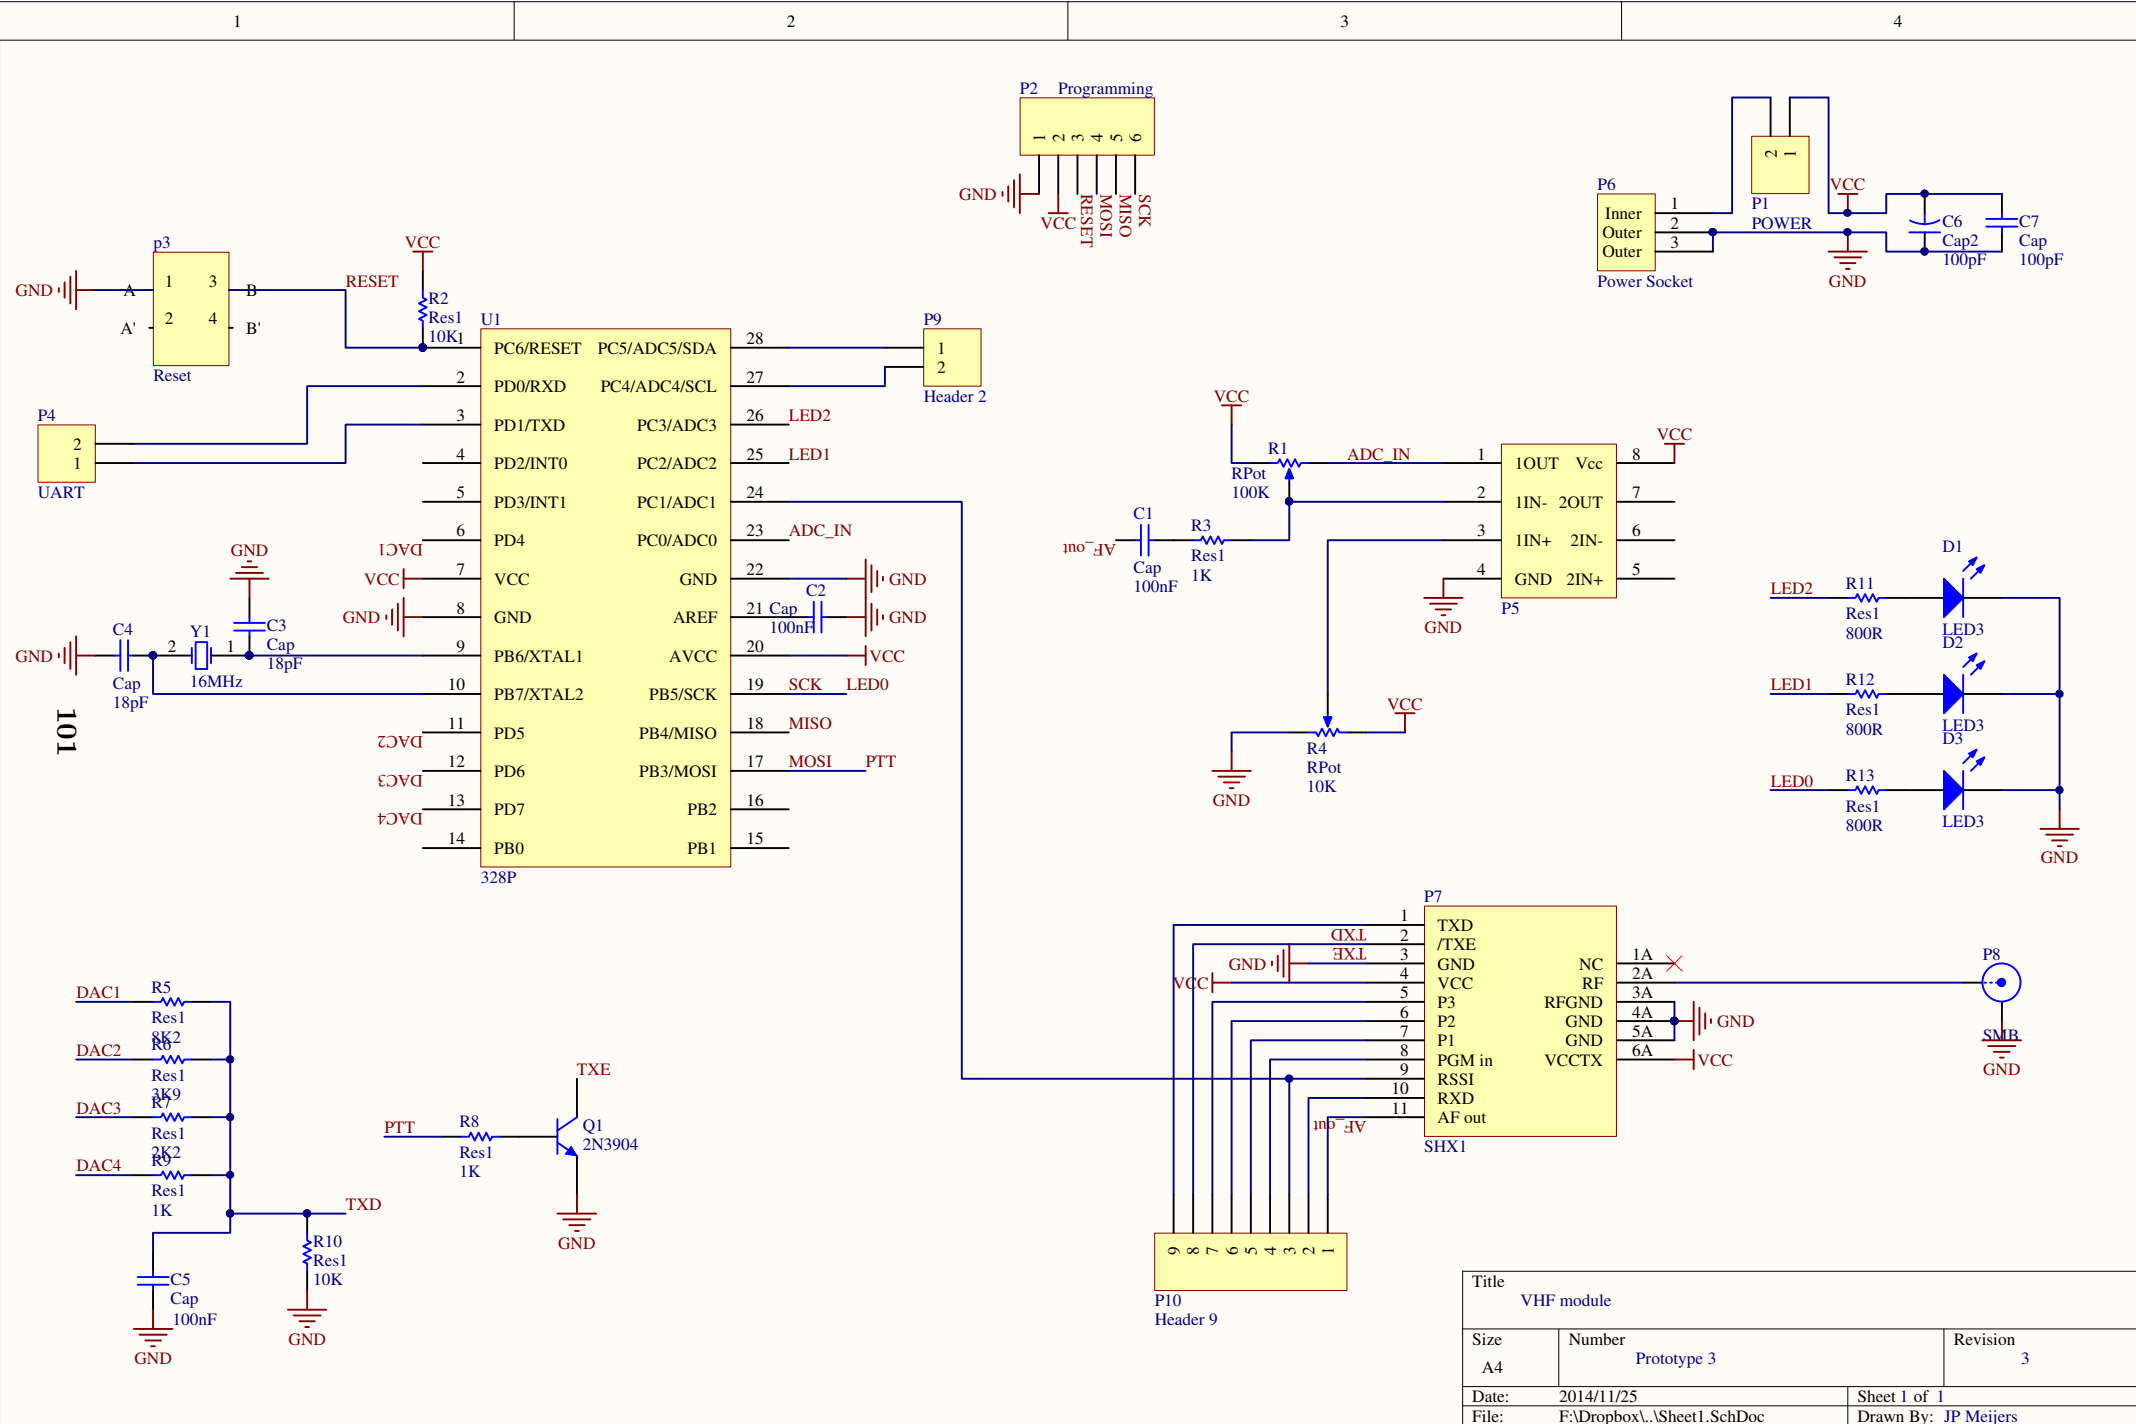 1
2
3
4
P2 Programming
1 2 3 4 5 6
GND
VCC
RESET
MOSI
MISO
SCK
P6
Inner 1
Outer 2
Outer 3
Power Socket
2 1
P1
POWER
VCC
GND
C6
Cap2
100pF
C7
Cap
100pF
p3
GND A 1 3 B
A' 2 4 B'
Reset
RESET
VCC
R2
Res1
10K
P4
2
1
UART
U1
1 PC6/RESET PC5/ADC5/SDA 28
2 PD0/RXD PC4/ADC4/SCL 27
3 PD1/TXD PC3/ADC3 26 LED2
4 PD2/INT0 PC2/ADC2 25 LED1
5 PD3/INT1 PC1/ADC1 24
DAC1 6 PD4 PC0/ADC0 23 ADC_IN
VCC 7 VCC GND 22 GND
GND 8 GND AREF 21 GND
9 PB6/XTAL1 AVCC 20 VCC
10 PB7/XTAL2 PB5/SCK 19 SCK LED0
DAC2 11 PD5 PB4/MISO 18 MISO
DAC3 12 PD6 PB3/MOSI 17 MOSI PTT
DAC4 13 PD7 PB2 16
14 PB0 PB1 15
328P
C2
Cap
100nF
P9
1
2
Header 2
GND
C3
Cap
18pF
GND
C4
Cap
18pF
2 Y1 1
16MHz
101
VCC
R1
RPot
100K
ADC_IN
AF_out
C1
Cap
100nF
R3
Res1
1K
1 1OUT Vcc 8 VCC
2 1IN- 2OUT 7
3 1IN+ 2IN- 6
4 GND 2IN+ 5
GND
P5
VCC
R4
RPot
10K
GND
D1
LED2 R11
Res1
800R
LED3
D2
LED1 R12
Res1
800R
LED3
D3
LED0 R13
Res1
800R
LED3
GND
P7
1 TXD
TXD 2 /TXE
GND TXE 3 GND NC 1A
VCC 4 VCC RF 2A
5 P3 RFGND 3A
6 P2 GND 4A GND
7 P1 GND 5A
8 PGM in VCCTX 6A VCC
9 RSSI
10 RXD
AF_out 11 AF out
SHX1
P8
SMB
GND
9 8 7 6 5 4 3 2 1
P10
Header 9
DAC1 R5
Res1
8K2
DAC2 R6
Res1
3K9
DAC3 R7
Res1
2K2
DAC4 R9
Res1
1K
TXD
R10
Res1
10K
GND
C5
Cap
100nF
GND
TXE
PTT R8
Res1
1K
Q1
2N3904
GND
Title
VHF module
Size
A4
Number
Prototype 3
Revision
3
Date: 2014/11/25 Sheet 1 of 1
File: F:\Dropbox\..\Sheet1.SchDoc Drawn By: JP Meijers